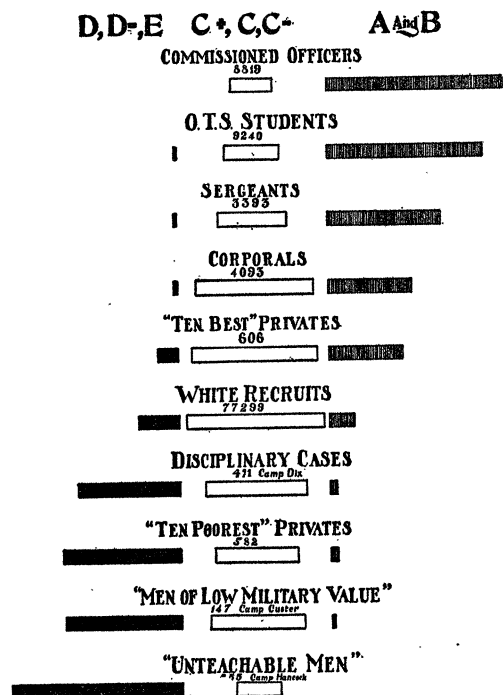 D, D-, E C+, C, C- A And B
COMMISSIONED OFFICERS
8819
O.T.S. STUDENTS
9240
SERGEANTS
3393
CORPORALS
4093
"TEN BEST" PRIVATES
606
WHITE RECRUITS
77299
DISCIPLINARY CASES
491 Camp Dix
"TEN POOREST" PRIVATES
582
"MEN OF LOW MILITARY VALUE"
147 Camp Custer
"UNTEACHABLE MEN"
Camp Hancock